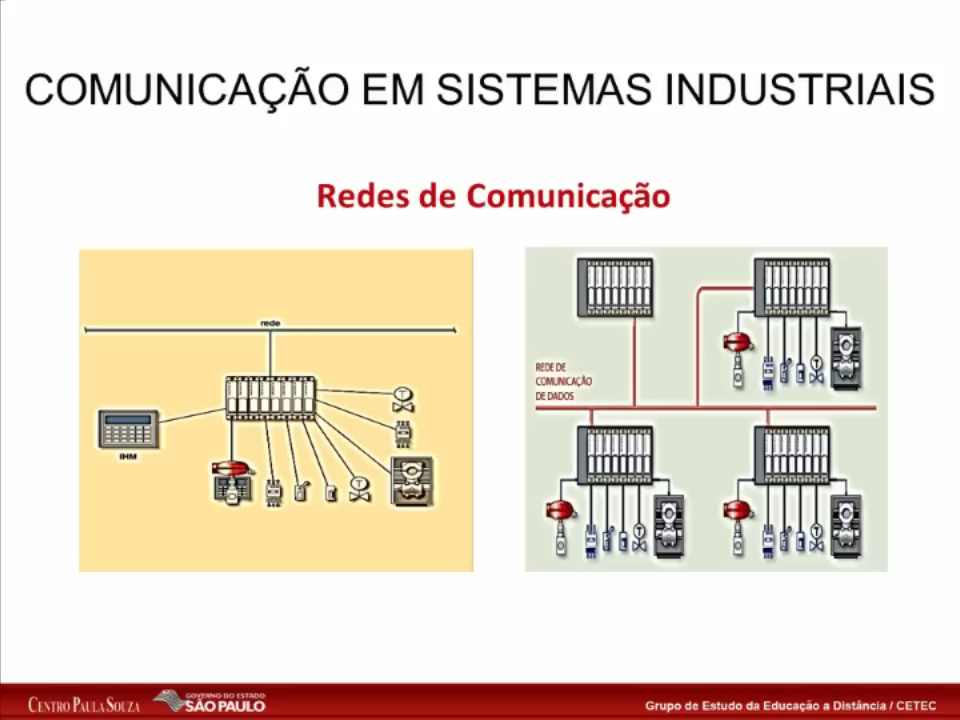 COMUNICAÇÃO EM SISTEMAS INDUSTRIAIS
Redes de Comunicação
rede
IHM
T
T
REDE DE
COMUNICAÇÃO
DE DADOS
T
T
T
CENTRO PAULA SOUZA
GOVERNO DO ESTADO
SÃO PAULO
Grupo de Estudo da Educação a Distância / CETEC